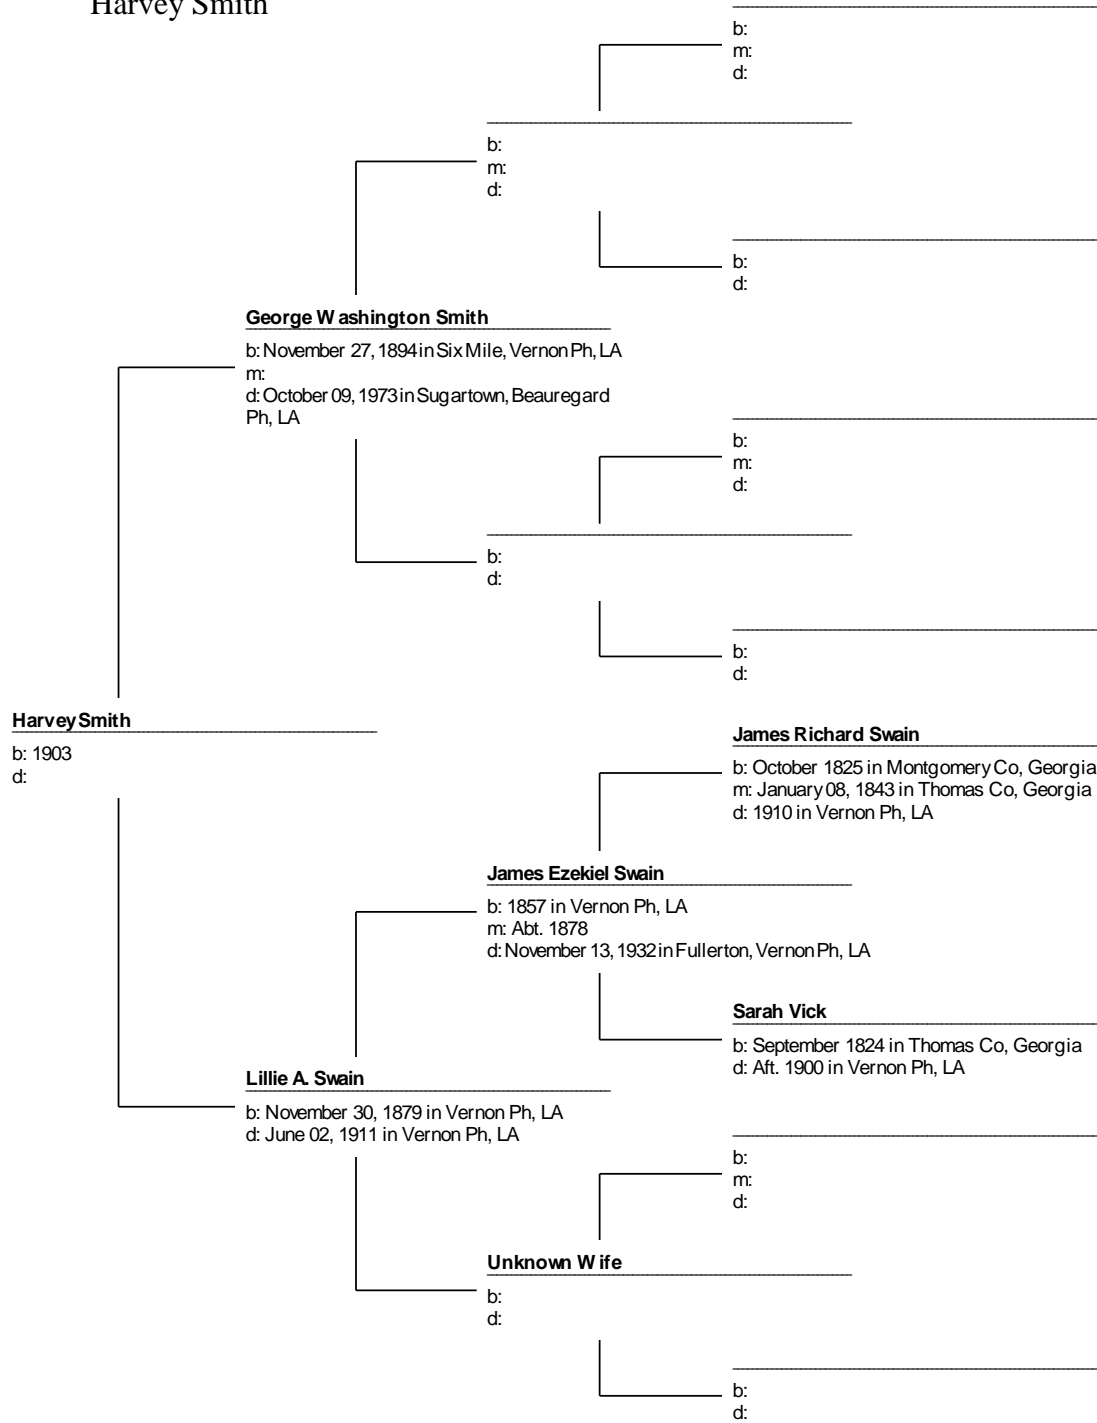 Harvey Smith
b:
m:
d:
b:
m:
d:
b:
d:
George Washington Smith
b: November 27, 1894 in Six Mile, Vernon Ph, LA
m:
d: October 09, 1973 in Sugartown, Beauregard
Ph, LA
b:
m:
d:
b:
d:
b:
d:
Harvey Smith
b: 1903
d:
James Richard Swain
b: October 1825 in Montgomery Co, Georgia
m: January 08, 1843 in Thomas Co, Georgia
d: 1910 in Vernon Ph, LA
James Ezekiel Swain
b: 1857 in Vernon Ph, LA
m: Abt. 1878
d: November 13, 1932 in Fullerton, Vernon Ph, LA
Sarah Vick
b: September 1824 in Thomas Co, Georgia
d: Aft. 1900 in Vernon Ph, LA
Lillie A. Swain
b: November 30, 1879 in Vernon Ph, LA
d: June 02, 1911 in Vernon Ph, LA
b:
m:
d:
Unknown Wife
b:
d:
b:
d: